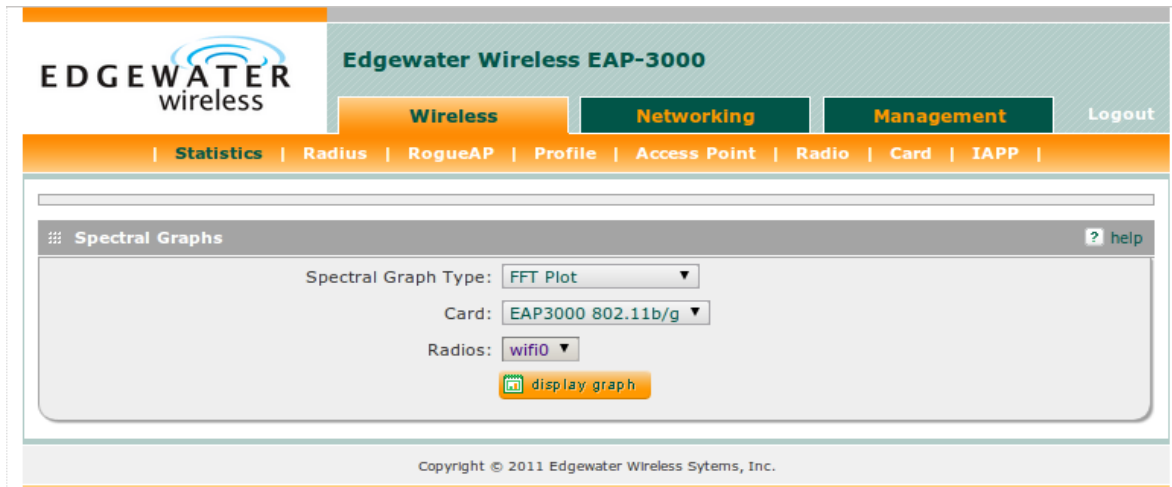 EDGEWATER
wireless
Edgewater Wireless EAP-3000
Wireless Networking Management Logout
| Statistics | Radius | RogueAP | Profile | Access Point | Radio | Card | IAPP |
Spectral Graphs ? help
Spectral Graph Type: FFT Plot
Card: EAP3000 802.11b/g
Radios: wifi0
display graph
Copyright © 2011 Edgewater Wireless Sytems, Inc.